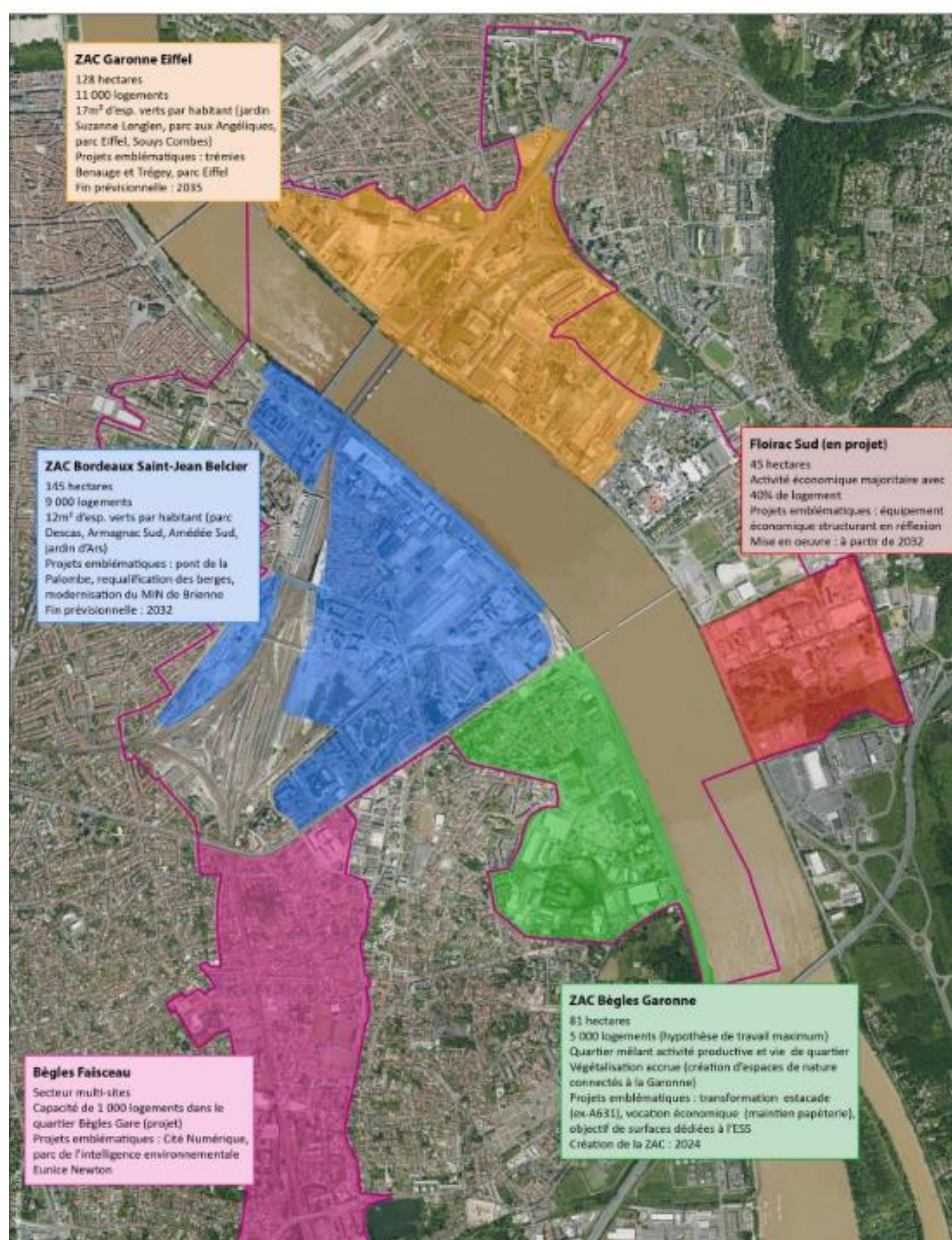 ZAC Garonne Eiffel
128 hectares
11 000 logements
17m² d'esp. verts par habitant (jardin
Suzanne Lenglen, parc aux Angéliques,
parc Eiffel, Souys Combes)
Projets emblématiques : trémies
Benauge et Trégey, parc Eiffel
Fin prévisionnelle : 2035
ZAC Bordeaux Saint-Jean Belcier
145 hectares
9 000 logements
12m² d'esp. verts par habitant (parc
Descas, Armagnac Sud, Amédée Sud,
jardin d'Ars)
Projets emblématiques : pont de la
Palombe, requalification des berges,
modernisation du MIN de Brienne
Fin prévisionnelle : 2032
Floirac Sud (en projet)
45 hectares
Activité économique majoritaire avec
40% de logement
Projets emblématiques : équipement
économique structurant en réflexion
Mise en oeuvre : à partir de 2032
ZAC Bègles Garonne
81 hectares
5 000 logements (hypothèse de travail maximum)
Quartier mêlant activité productive et vie de quartier
Végétalisation accrue (création d'espaces de nature
connectés à la Garonne)
Projets emblématiques : transformation estacade
(ex-A631), vocation économique (maintien papèterie),
objectif de surfaces dédiées à l'ESS
Création de la ZAC : 2024
Bègles Faisceau
Secteur multi-sites
Capacité de 1 000 logements dans le
quartier Bègles Gare (projet)
Projets emblématiques : Cité Numérique,
parc de l'intelligence environnementale
Eunice Newton